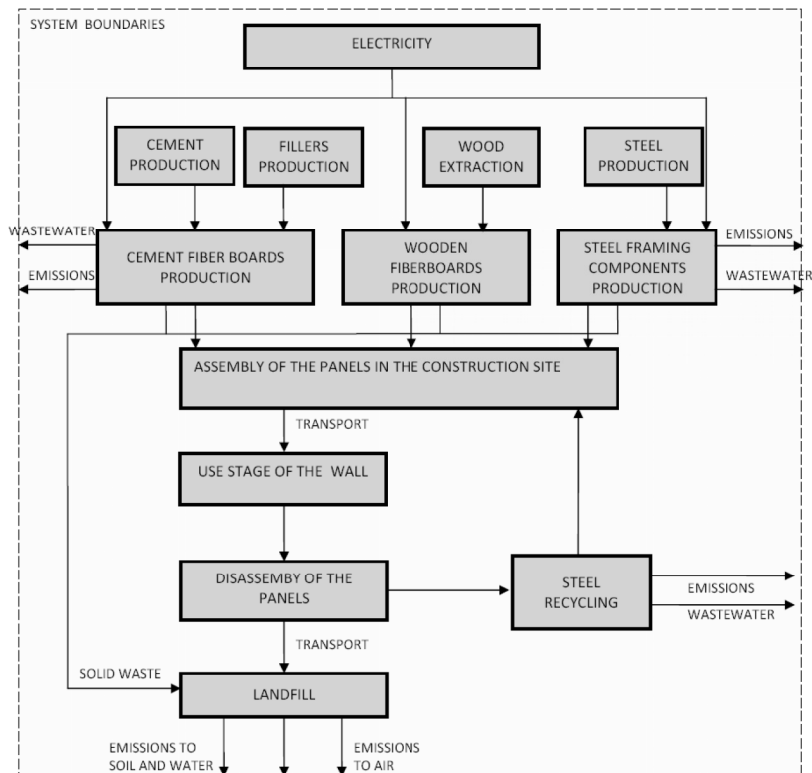 SYSTEM BOUNDARIES
ELECTRICITY
CEMENT
PRODUCTION
FILLERS
PRODUCTION
WOOD
EXTRACTION
STEEL
PRODUCTION
WASTEWATER
EMISSIONS
CEMENT FIBER BOARDS
PRODUCTION
WOODEN
FIBERBOARDS
PRODUCTION
STEEL FRAMING
COMPONENTS
PRODUCTION
EMISSIONS
WASTEWATER
ASSEMBLY OF THE PANELS IN THE CONSTRUCTION SITE
TRANSPORT
USE STAGE OF THE WALL
DISASSEMBY OF THE
PANELS
STEEL
RECYCLING
EMISSIONS
WASTEWATER
TRANSPORT
SOLID WASTE
LANDFILL
EMISSIONS TO
SOIL AND WATER
EMISSIONS
TO AIR